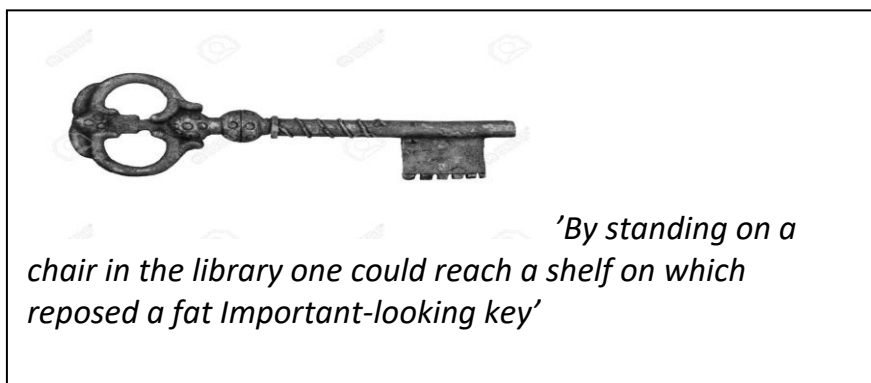 ’By standing on a
chair in the library one could reach a shelf on which
reposed a fat Important-looking key’